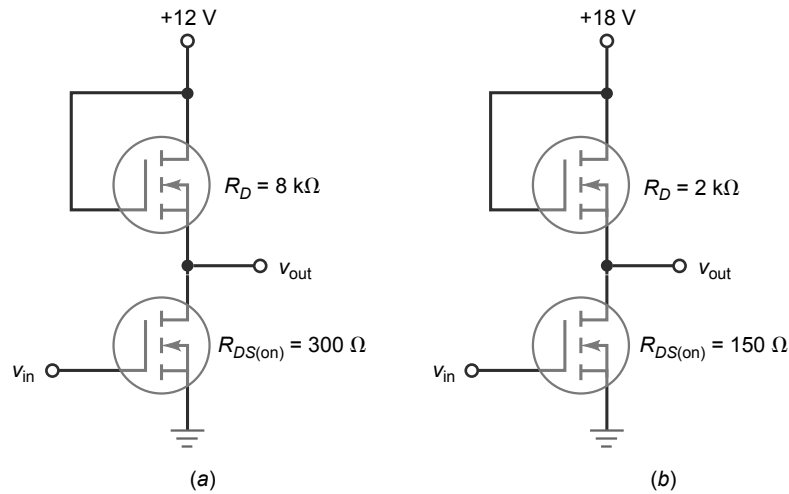 +12 V
R_D = 8 kΩ
v_out
R_DS(on) = 300 Ω
v_in
(a)
+18 V
R_D = 2 kΩ
v_out
R_DS(on) = 150 Ω
v_in
(b)